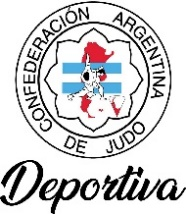 CONFEDERACIÓN ARGENTINA
DE JUDO
Deportiva